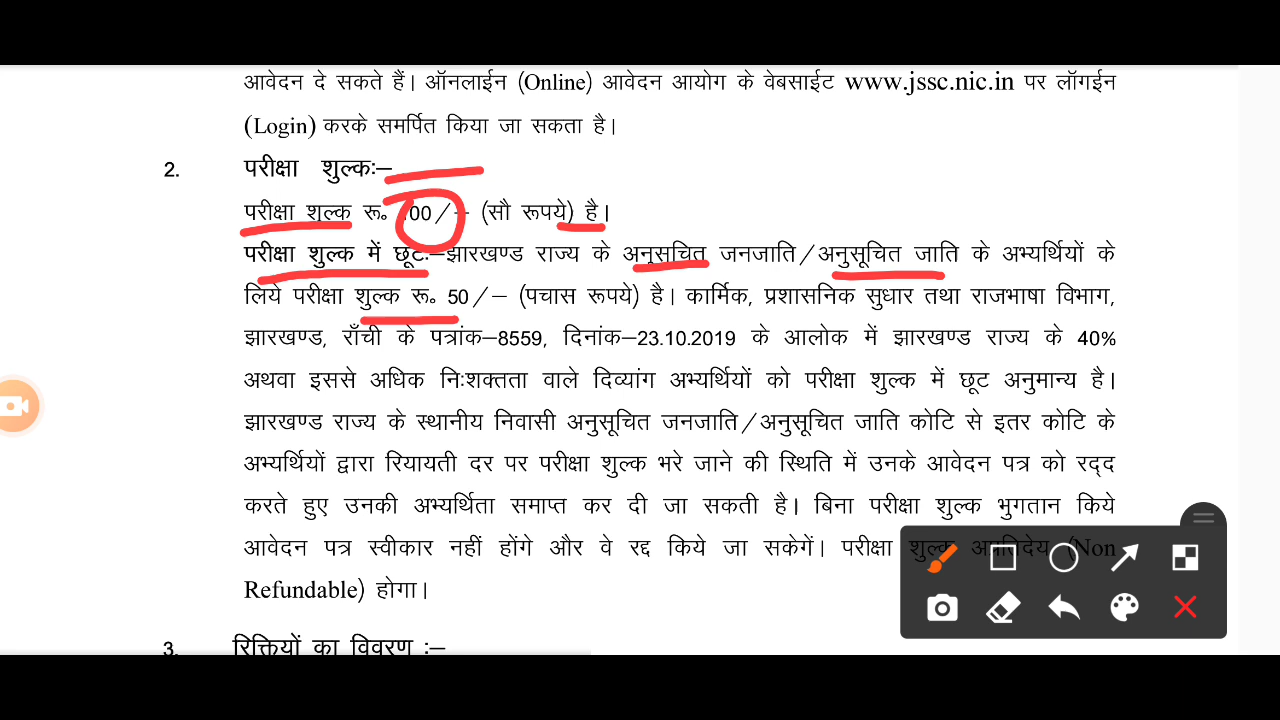 आवेदन दे सकते हैं। ऑनलाईन (Online) आवेदन आयोग के वेबसाईट www.jssc.nic.in पर लॉगईन
(Login) करके समर्पित किया जा सकता है।
2. परीक्षा शुल्कः–
परीक्षा शुल्क रू० 100/– (सौ रूपये) है।
परीक्षा शुल्क में छूटः–झारखण्ड राज्य के अनुसूचित जनजाति/अनुसूचित जाति के अभ्यर्थियों के
लिये परीक्षा शुल्क रू० 50/– (पचास रूपये) है। कार्मिक, प्रशासनिक सुधार तथा राजभाषा विभाग,
झारखण्ड, राँची के पत्रांक–8559, दिनांक–23.10.2019 के आलोक में झारखण्ड राज्य के 40%
अथवा इससे अधिक निःशक्तता वाले दिव्यांग अभ्यर्थियों को परीक्षा शुल्क में छूट अनुमान्य है।
झारखण्ड राज्य के स्थानीय निवासी अनुसूचित जनजाति/अनुसूचित जाति कोटि से इतर कोटि के
अभ्यर्थियों द्वारा रियायती दर पर परीक्षा शुल्क भरे जाने की स्थिति में उनके आवेदन पत्र को रद्द
करते हुए उनकी अभ्यर्थिता समाप्त कर दी जा सकती है। बिना परीक्षा शुल्क भुगतान किये
आवेदन पत्र स्वीकार नहीं होंगे और वे रद्द किये जा सकेगें। परीक्षा शुल्क अप्रतिदेय (Non
Refundable) होगा।
3. रिक्तियों का विवरण :–